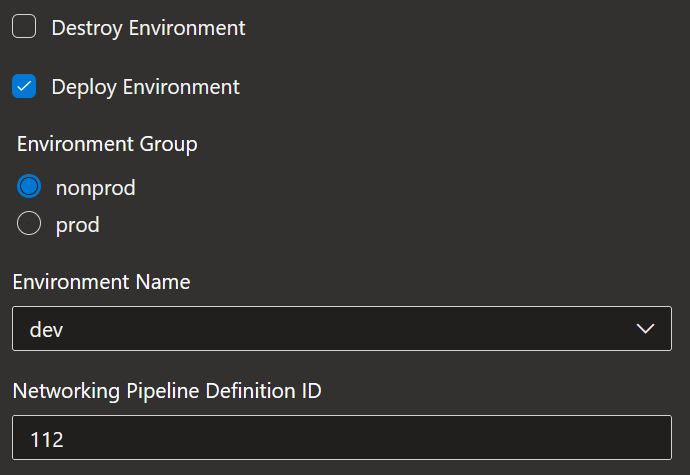 Destroy Environment
Deploy Environment
Environment Group
nonprod
prod
Environment Name
dev
Networking Pipeline Definition ID
112